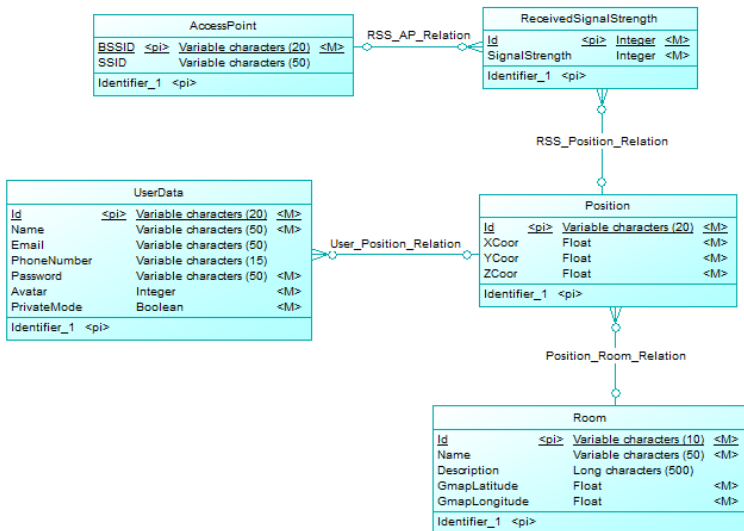 AccessPoint
BSSID <pi> Variable characters (20) <M>
SSID Variable characters (50)
Identifier_1 <pi>
RSS_AP_Relation
ReceivedSignalStrength
Id <pi> Integer <M>
SignalStrength Integer <M>
Identifier_1 <pi>
RSS_Position_Relation
UserData
Id <pi> Variable characters (20) <M>
Name Variable characters (50) <M>
Email Variable characters (50)
PhoneNumber Variable characters (15)
Password Variable characters (50) <M>
Avatar Integer <M>
PrivateMode Boolean <M>
Identifier_1 <pi>
User_Position_Relation
Position
Id <pi> Variable characters (20) <M>
XCoor Float <M>
YCoor Float <M>
ZCoor Float <M>
Identifier_1 <pi>
Position_Room_Relation
Room
Id <pi> Variable characters (10) <M>
Name Variable characters (50) <M>
Description Long characters (500)
GmapLatitude Float <M>
GmapLongitude Float <M>
Identifier_1 <pi>